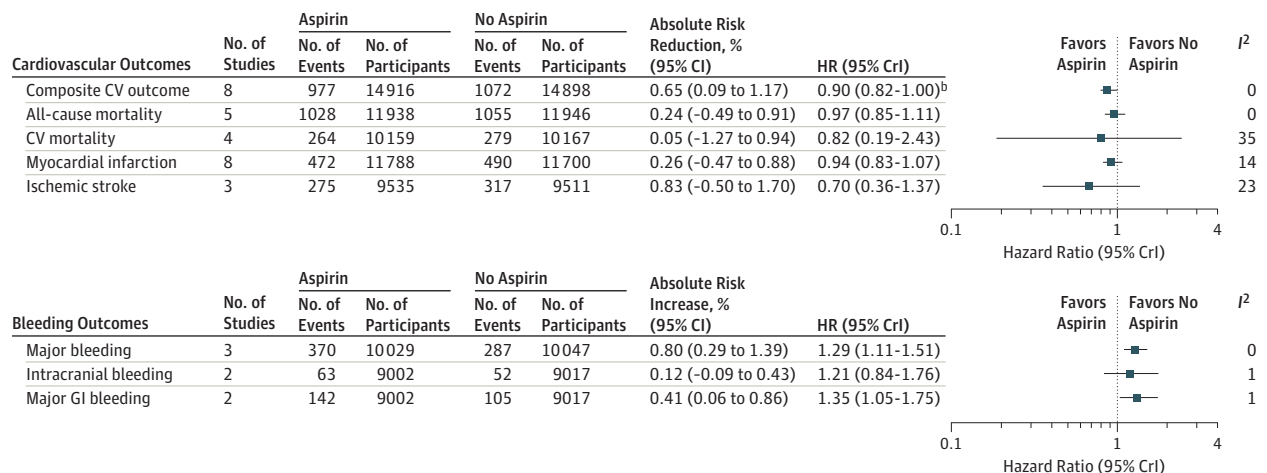 Cardiovascular Outcomes No. of Studies Aspirin No. of Events No. of Participants No Aspirin No. of Events No. of Participants Absolute Risk Reduction, % (95% CI) HR (95% CrI) Favors Aspirin Favors No Aspirin I2
Composite CV outcome 8 977 14916 1072 14898 0.65 (0.09 to 1.17) 0.90 (0.82-1.00)b 0
All-cause mortality 5 1028 11938 1055 11946 0.24 (-0.49 to 0.91) 0.97 (0.85-1.11) 0
CV mortality 4 264 10159 279 10167 0.05 (-1.27 to 0.94) 0.82 (0.19-2.43) 35
Myocardial infarction 8 472 11788 490 11700 0.26 (-0.47 to 0.88) 0.94 (0.83-1.07) 14
Ischemic stroke 3 275 9535 317 9511 0.83 (-0.50 to 1.70) 0.70 (0.36-1.37) 23
0.1 1 4
Hazard Ratio (95% CrI)
Bleeding Outcomes No. of Studies Aspirin No. of Events No. of Participants No Aspirin No. of Events No. of Participants Absolute Risk Increase, % (95% CI) HR (95% CrI) Favors Aspirin Favors No Aspirin I2
Major bleeding 3 370 10029 287 10047 0.80 (0.29 to 1.39) 1.29 (1.11-1.51) 0
Intracranial bleeding 2 63 9002 52 9017 0.12 (-0.09 to 0.43) 1.21 (0.84-1.76) 1
Major GI bleeding 2 142 9002 105 9017 0.41 (0.06 to 0.86) 1.35 (1.05-1.75) 1
0.1 1 4
Hazard Ratio (95% CrI)